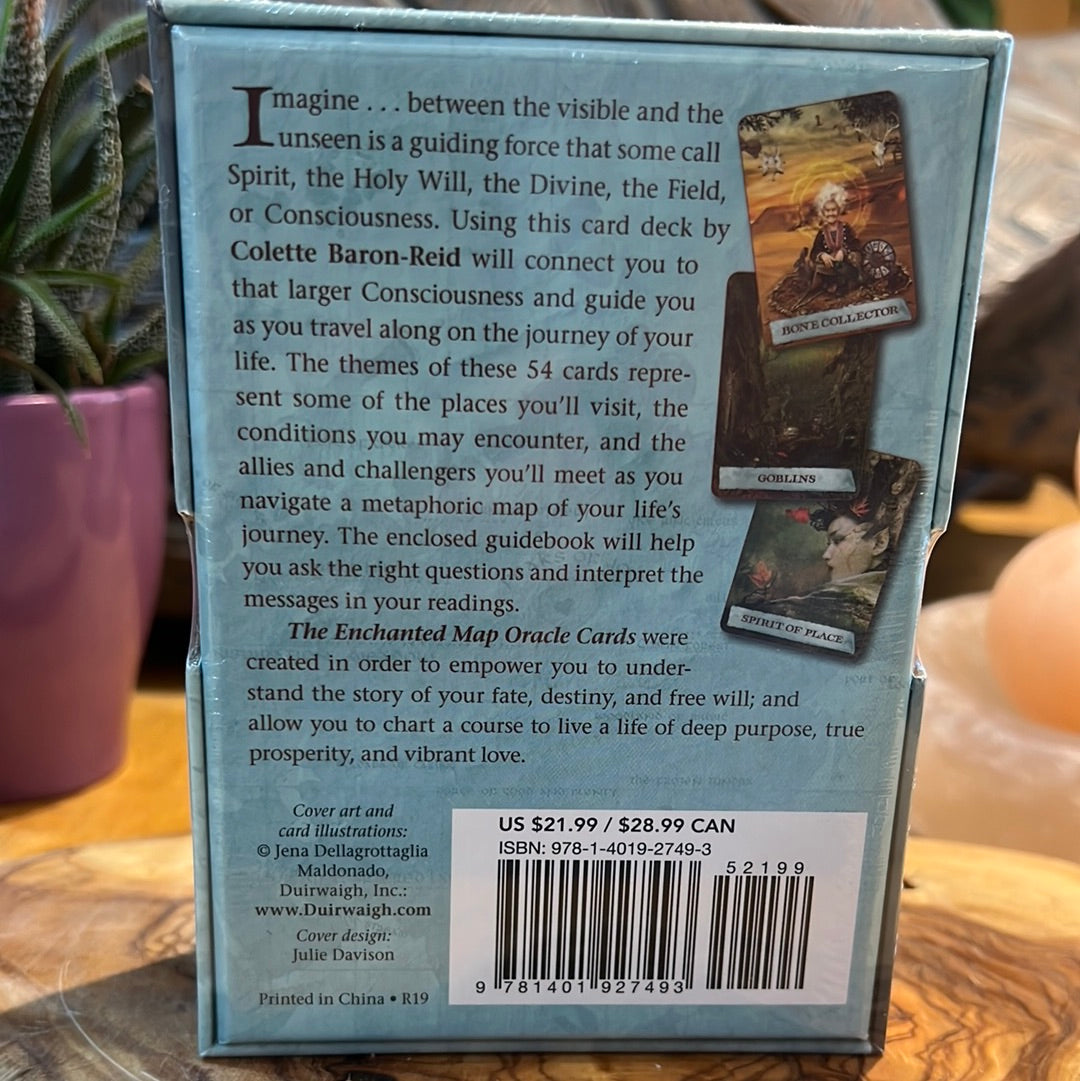 Imagine . . . between the visible and the
unseen is a guiding force that some call
Spirit, the Holy Will, the Divine, the Field,
or Consciousness. Using this card deck by
Colette Baron-Reid will connect you to
that larger Consciousness and guide you
as you travel along on the journey of your
life. The themes of these 54 cards repre-
sent some of the places you'll visit, the
conditions you may encounter, and the
allies and challengers you'll meet as you
navigate a metaphoric map of your life's
journey. The enclosed guidebook will help
you ask the right questions and interpret the
messages in your readings.
The Enchanted Map Oracle Cards were
created in order to empower you to under-
stand the story of your fate, destiny, and free will; and
allow you to chart a course to live a life of deep purpose, true
prosperity, and vibrant love.
1
BONE COLLECTOR
GOBLINS
SPIRIT OF PLACE
Cover art and
card illustrations:
© Jena Dellagrottaglia
Maldonado,
Duirwaigh, Inc.:
www.Duirwaigh.com
Cover design:
Julie Davison
Printed in China • R19
US $21.99 / $28.99 CAN
ISBN: 978-1-4019-2749-3
52199
9 781401 927493